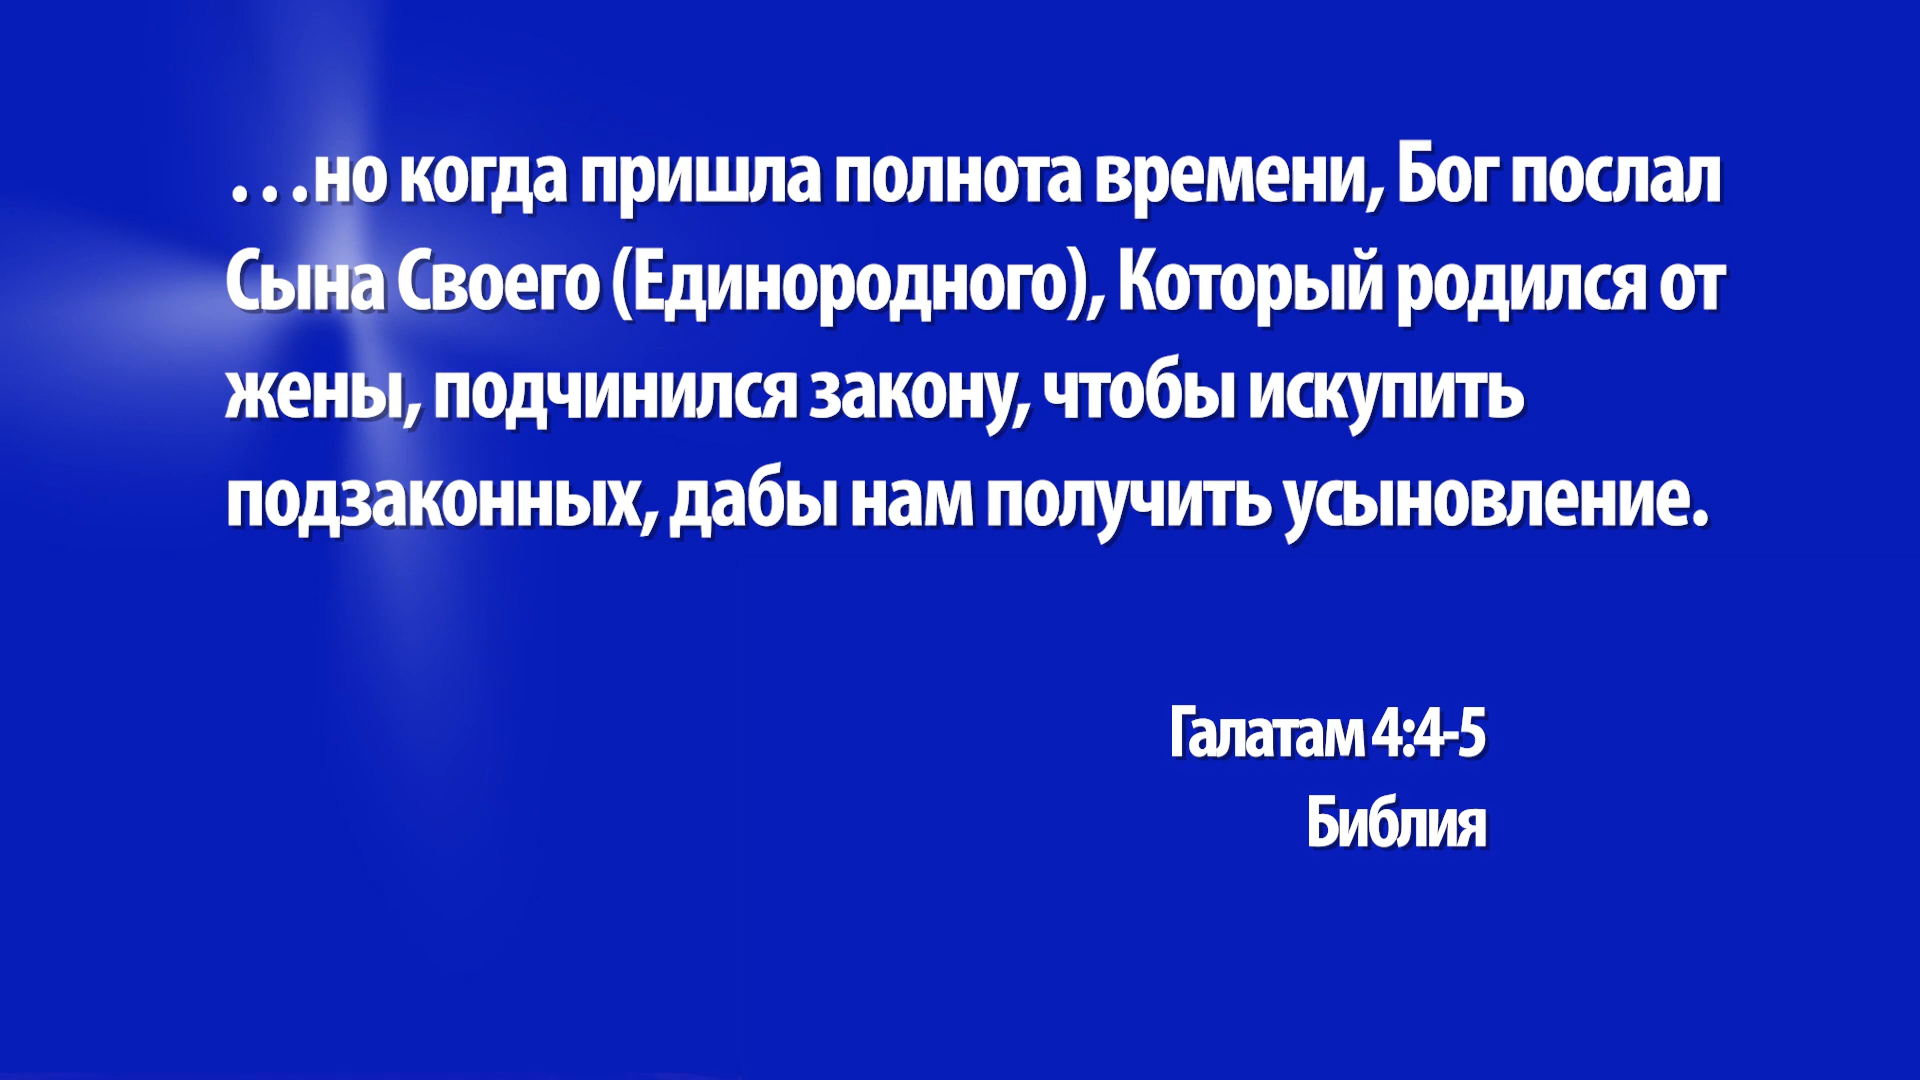 …но когда пришла полнота времени, Бог послал
Сына Своего (Единородного), Который родился от
жены, подчинился закону, чтобы искупить
подзаконных, дабы нам получить усыновление.
Галатам 4:4-5
Библия